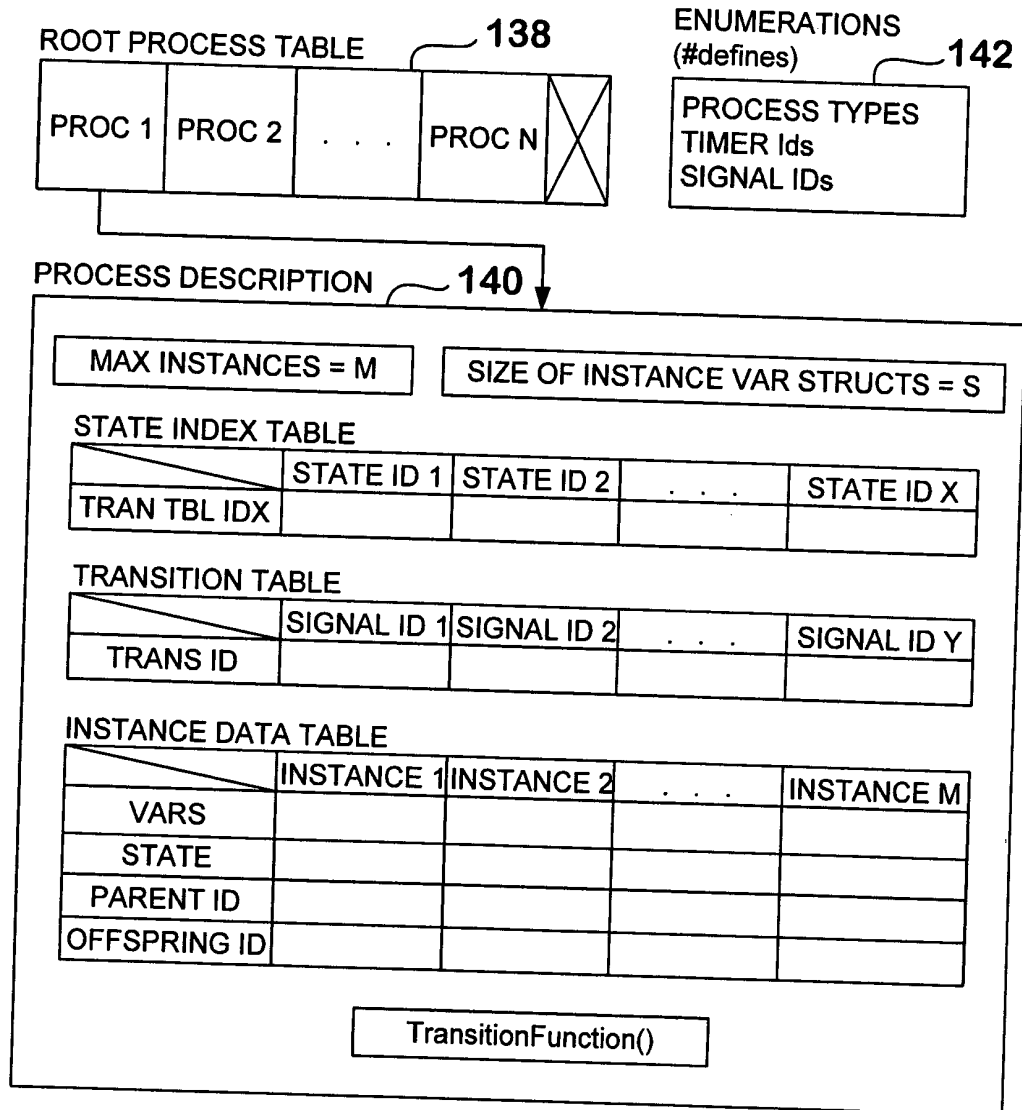 ROOT PROCESS TABLE 138
PROC 1 PROC 2 . . . PROC N
ENUMERATIONS
(#defines) 142
PROCESS TYPES
TIMER Ids
SIGNAL IDs
PROCESS DESCRIPTION 140
MAX INSTANCES = M
SIZE OF INSTANCE VAR STRUCTS = S
STATE INDEX TABLE
STATE ID 1 STATE ID 2 . . . STATE ID X
TRAN TBL IDX
TRANSITION TABLE
SIGNAL ID 1 SIGNAL ID 2 . . . SIGNAL ID Y
TRANS ID
INSTANCE DATA TABLE
INSTANCE 1 INSTANCE 2 . . . INSTANCE M
VARS
STATE
PARENT ID
OFFSPRING ID
TransitionFunction()